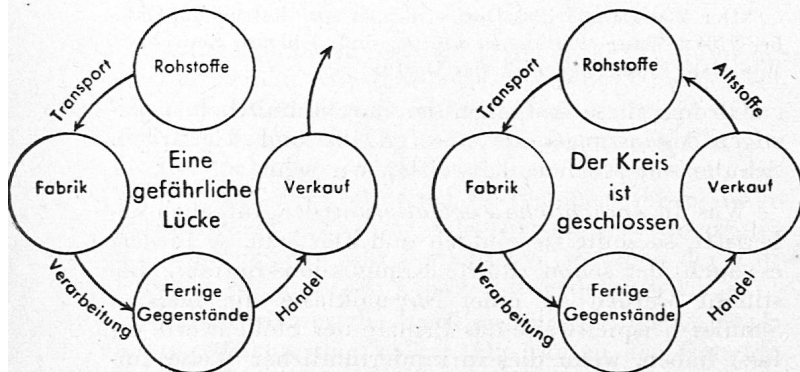 Rohstoffe
Transport
Fabrik
Eine
gefährliche
Lücke
Verkauf
Verarbeitung
Fertige
Gegenstände
Handel
Rohstoffe
Transport
Altstoffe
Fabrik
Der Kreis
ist
geschlossen
Verkauf
Verarbeitung
Fertige
Gegenstände
Handel